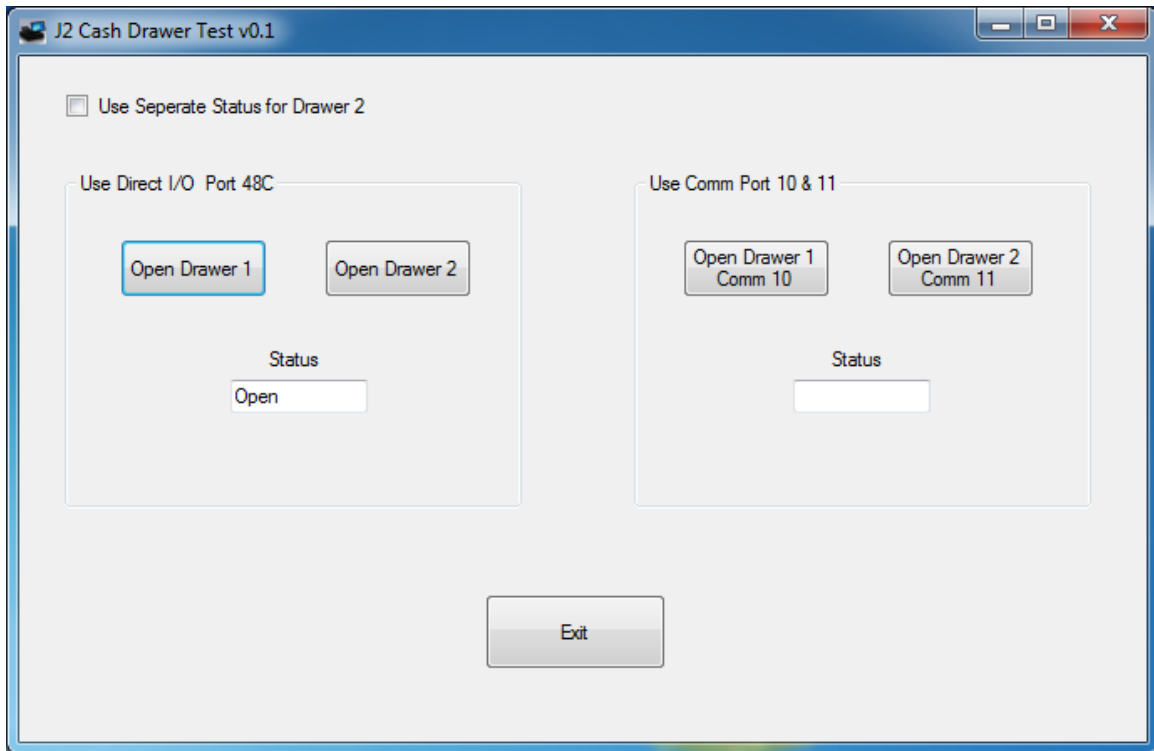 J2 Cash Drawer Test v0.1
Use Seperate Status for Drawer 2
Use Direct I/O  Port 48C
Open Drawer 1
Open Drawer 2
Status
Open
Use Comm Port 10 & 11
Open Drawer 1
Comm 10
Open Drawer 2
Comm 11
Status
Exit